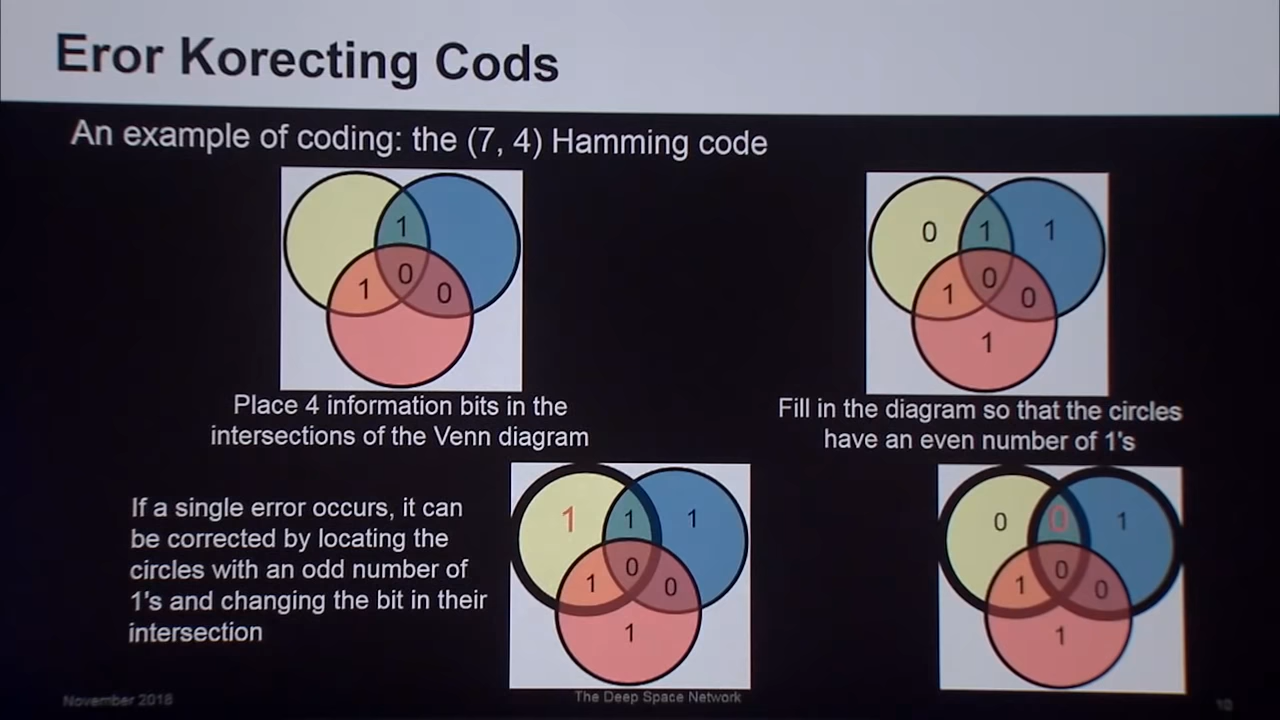 Eror Korecting Cods
An example of coding: the (7, 4) Hamming code
1
0
1
0
0
1
1
0
1
0
1
Place 4 information bits in the
intersections of the Venn diagram
Fill in the diagram so that the circles
have an even number of 1's
If a single error occurs, it can
be corrected by locating the
circles with an odd number of
1's and changing the bit in their
intersection
1
1
1
0
1
0
1
0
0
1
0
1
0
1
November 2018
The Deep Space Network
10